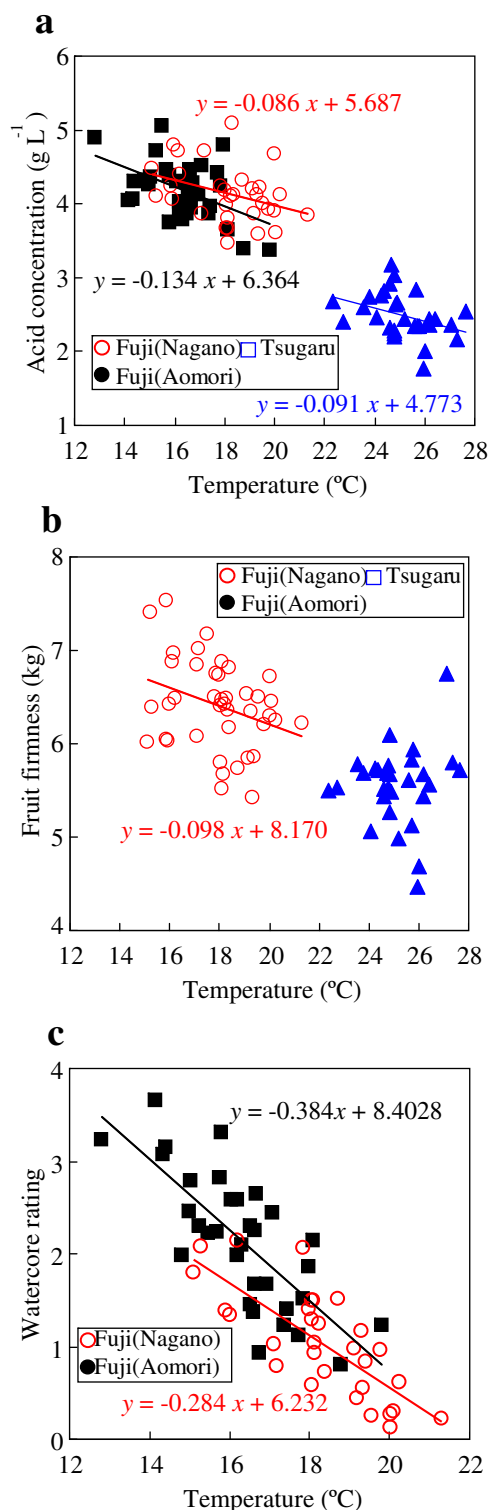 a
6
5
4
3
2
1
Acid concentration (g L⁻¹)
y = -0.086 x + 5.687
y = -0.134 x + 6.364
Fuji(Nagano) Tsugaru
Fuji(Aomori)
y = -0.091 x + 4.773
12 14 16 18 20 22 24 26 28
Temperature (ºC)
b
8
7
6
5
4
Fruit firmness (kg)
Fuji(Nagano) Tsugaru
Fuji(Aomori)
y = -0.098 x + 8.170
12 14 16 18 20 22 24 26 28
Temperature (ºC)
c
4
3
2
1
0
Watercore rating
y = -0.384x + 8.4028
Fuji(Nagano)
Fuji(Aomori)
y = -0.284 x + 6.232
12 14 16 18 20 22
Temperature (ºC)